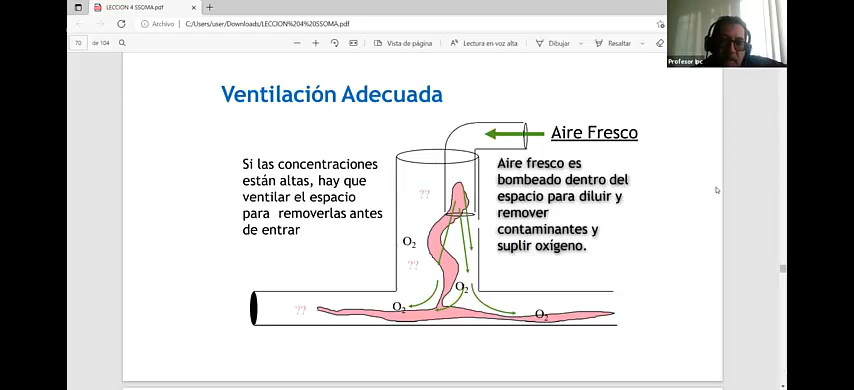 LECCION 4 SSOMA.pdf
Archivo
C:/Users/user/Downloads/LECCION%204%20SSOMA.pdf
70 de 104
Vista de página
Lectura en voz alta
Dibujar
Resaltar
Profesor Ipc
Ventilación Adecuada
Aire Fresco
Si las concentraciones
están altas, hay que
ventilar el espacio
para removerlas antes
de entrar
Aire fresco es
bombeado dentro del
espacio para diluir y
remover
contaminantes y
suplir oxígeno.
??
O2
??
O2
??
O2
O2